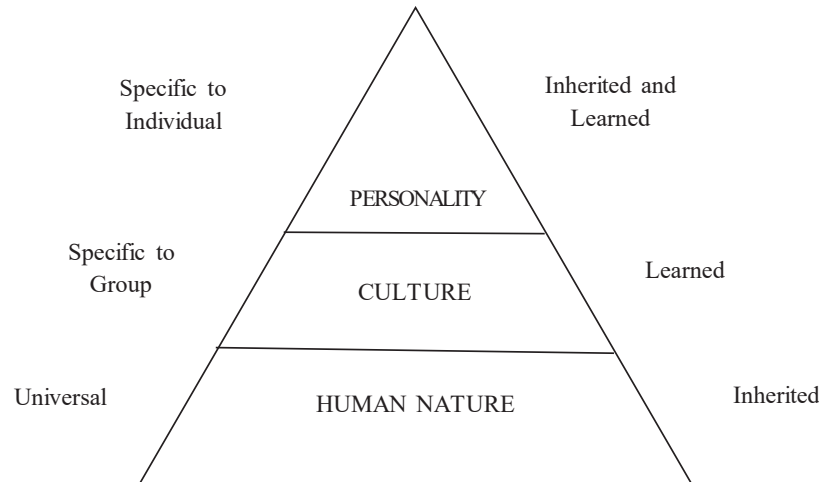 Specific to
Individual
Inherited and
Learned
PERSONALITY
Specific to
Group
CULTURE
Learned
Universal
HUMAN NATURE
Inherited